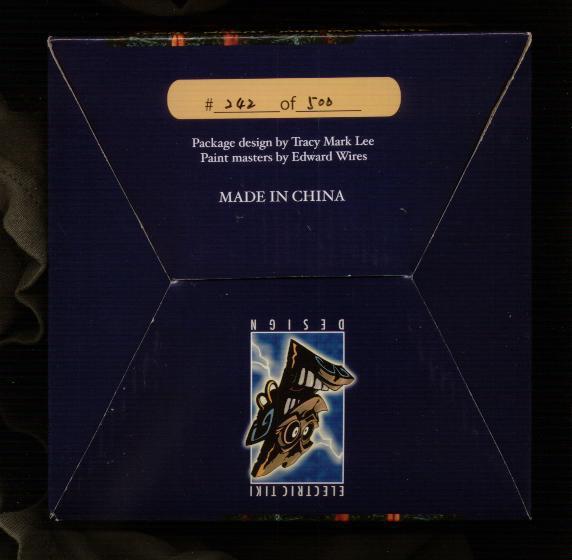 # 242 of 500
Package design by Tracy Mark Lee
Paint masters by Edward Wires
MADE IN CHINA
ELECTRIC TIKI
DESIGN